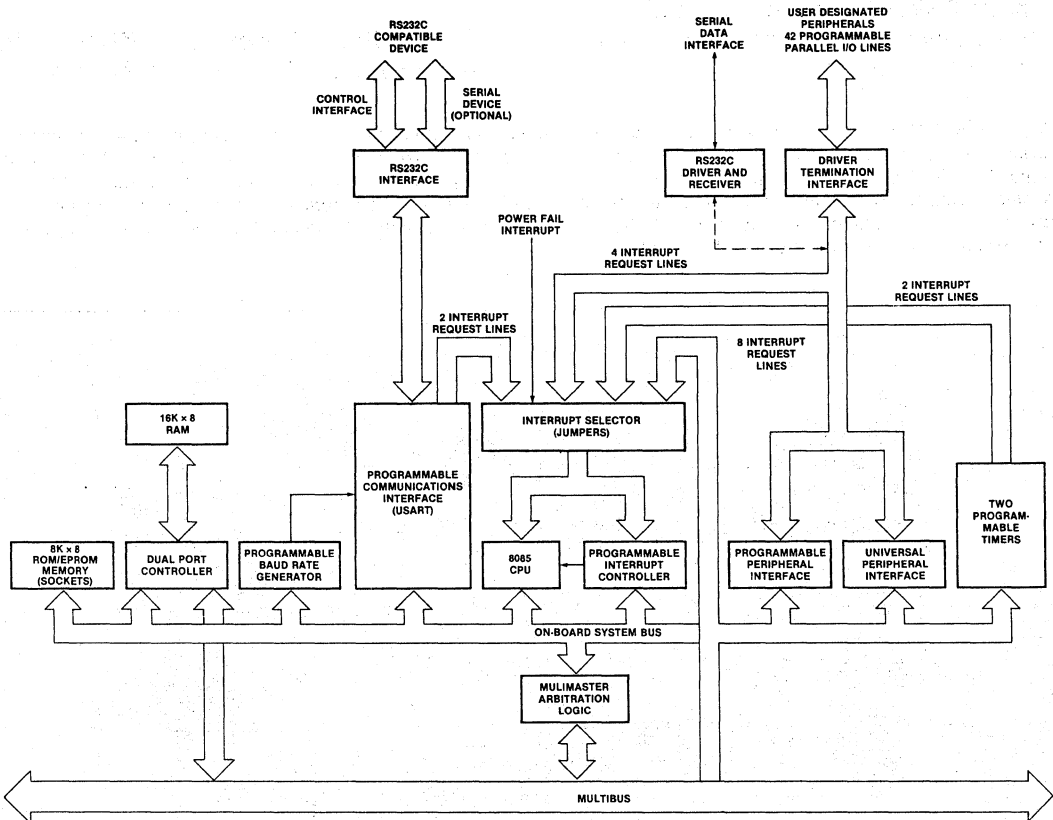 RS232C
COMPATIBLE
DEVICE
SERIAL
DATA
INTERFACE
USER DESIGNATED
PERIPHERALS
42 PROGRAMMABLE
PARALLEL I/O LINES
CONTROL
INTERFACE
SERIAL
DEVICE
(OPTIONAL)
RS232C
INTERFACE
RS232C
DRIVER AND
RECEIVER
DRIVER
TERMINATION
INTERFACE
POWER FAIL
INTERRUPT
4 INTERRUPT
REQUEST LINES
2 INTERRUPT
REQUEST LINES
2 INTERRUPT
REQUEST LINES
8 INTERRUPT
REQUEST
LINES
16K × 8
RAM
INTERRUPT SELECTOR
(JUMPERS)
PROGRAMMABLE
COMMUNICATIONS
INTERFACE
(USART)
TWO
PROGRAM-
MABLE
TIMERS
8K × 8
ROM/EPROM
MEMORY
(SOCKETS)
DUAL PORT
CONTROLLER
PROGRAMMABLE
BAUD RATE
GENERATOR
8085
CPU
PROGRAMMABLE
INTERRUPT
CONTROLLER
PROGRAMMABLE
PERIPHERAL
INTERFACE
UNIVERSAL
PERIPHERAL
INTERFACE
ON-BOARD SYSTEM BUS
MULIMASTER
ARBITRATION
LOGIC
MULTIBUS